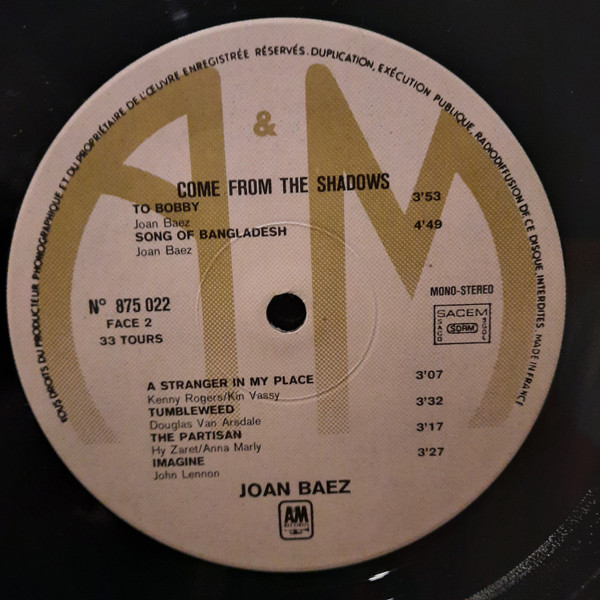 TOUS DROITS DU PRODUCTEUR PHONOGRAPHIQUE ET DU PROPRIÉTAIRE DE L'ŒUVRE ENREGISTRÉE RÉSERVÉS. DUPLICATION, EXÉCUTION PUBLIQUE, RADIODIFFUSION DE CE DISQUE, INTERDITES. MADE IN FRANCE
A & M
COME FROM THE SHADOWS
TO BOBBY 3'53
Joan Baez
SONG OF BANGLADESH 4'49
Joan Baez
N° 875 022
FACE 2
33 TOURS
MONO-STEREO
SACEM
SACD SDRM SGDL
A STRANGER IN MY PLACE 3'07
Kenny Rogers/Kin Vassy
TUMBLEWEED 3'32
Douglas Van Arsdale
THE PARTISAN 3'17
Hy Zaret/Anna Marly
IMAGINE 3'27
John Lennon
JOAN BAEZ
AM
RECORDS